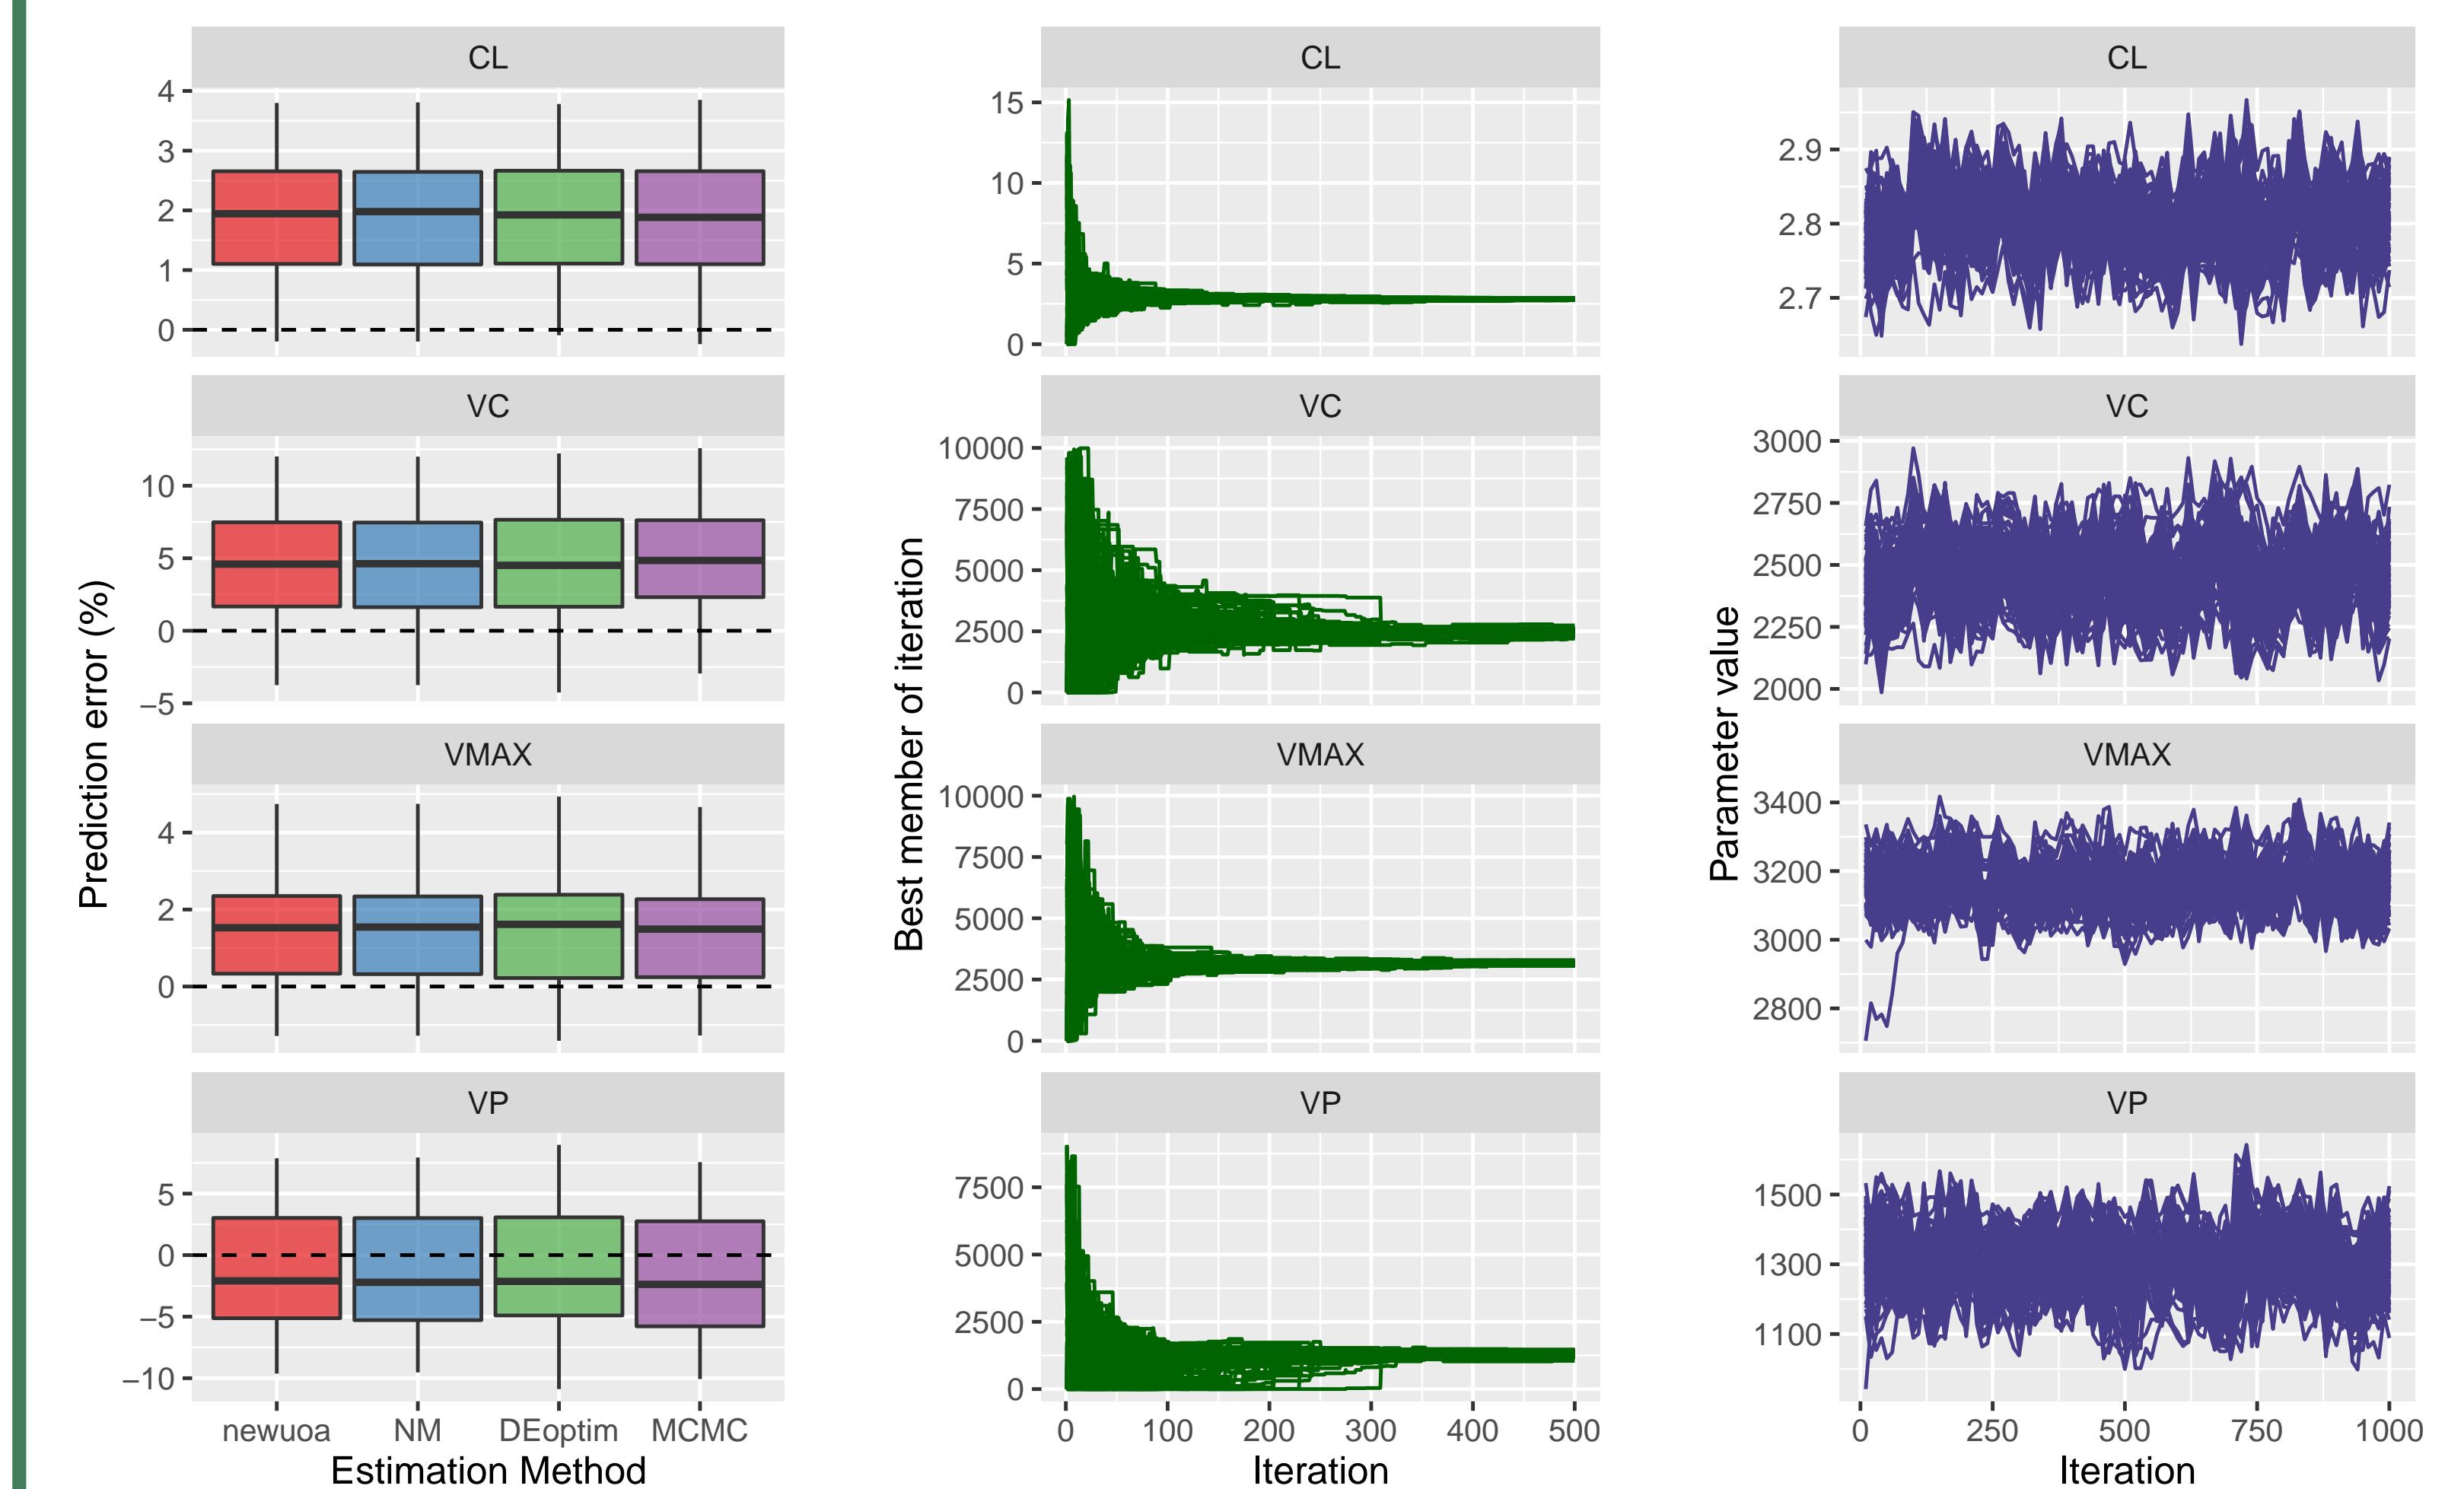 CL
4
3
2
1
0
VC
10
5
0
−5
VMAX
4
2
0
VP
5
0
−5
−10
newuoa NM DEoptim MCMC
Estimation Method
Prediction error (%)
CL
15
10
5
0
VC
10000
7500
5000
2500
0
VMAX
10000
7500
5000
2500
0
VP
7500
5000
2500
0
0 100 200 300 400 500
Iteration
Best member of iteration
CL
2.9
2.8
2.7
VC
3000
2750
2500
2250
2000
VMAX
3400
3200
3000
2800
VP
1500
1300
1100
0 250 500 750 1000
Iteration
Parameter value